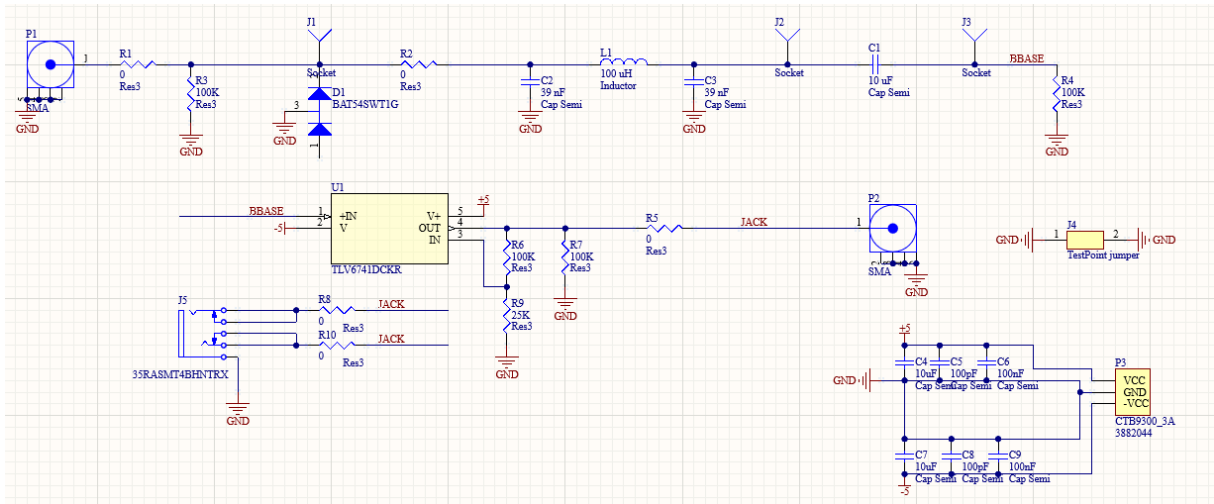 P1
1
SMA
GND
R1
0
Res3
R3
100K
Res3
GND
J1
Socket
D1
BAT54SWT1G
3
1
GND
R2
0
Res3
C2
39 nF
Cap Semi
GND
L1
100 uH
Inductor
C3
39 nF
Cap Semi
GND
J2
Socket
C1
10 uF
Cap Semi
J3
Socket
BBASE
R4
100K
Res3
GND
U1
BBASE
1
+IN
-5
2
V
V+
5
+5
OUT
4
IN
3
TLV6741DCKR
R6
100K
Res3
R7
100K
Res3
GND
R9
25K
Res3
GND
R5
0
Res3
JACK
P2
1
SMA
GND
J4
GND
1
2
GND
TestPoint jumper
J5
R8
0
Res3
JACK
R10
0
Res3
JACK
35RASMT4BHNTRX
GND
+5
C4
10uF
Cap Semi
C5
100pF
Cap Semi
C6
100nF
Cap Semi
GND
P3
VCC
GND
-VCC
CTB9300_3A
3882044
C7
10uF
Cap Semi
C8
100pF
Cap Semi
C9
100nF
Cap Semi
-5